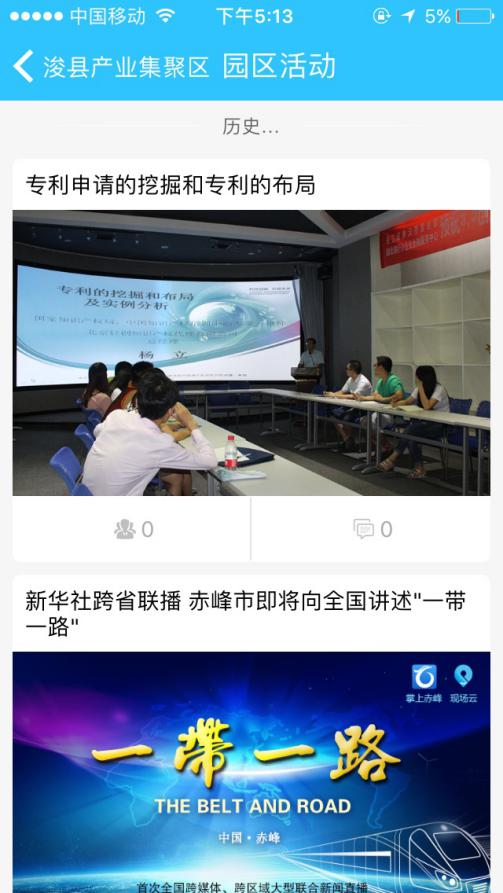 中国移动 下午5:13 5%
浚县产业集聚区 园区活动
历史...
专利申请的挖掘和专利的布局
专利的挖掘和布局
及实例分析
杨 立
0 0
新华社跨省联播 赤峰市即将向全国讲述"一带
一路"
掌上赤峰 现场云
一带一路
THE BELT AND ROAD
中国·赤峰
首次全国跨媒体、跨区域大型联合新闻直播